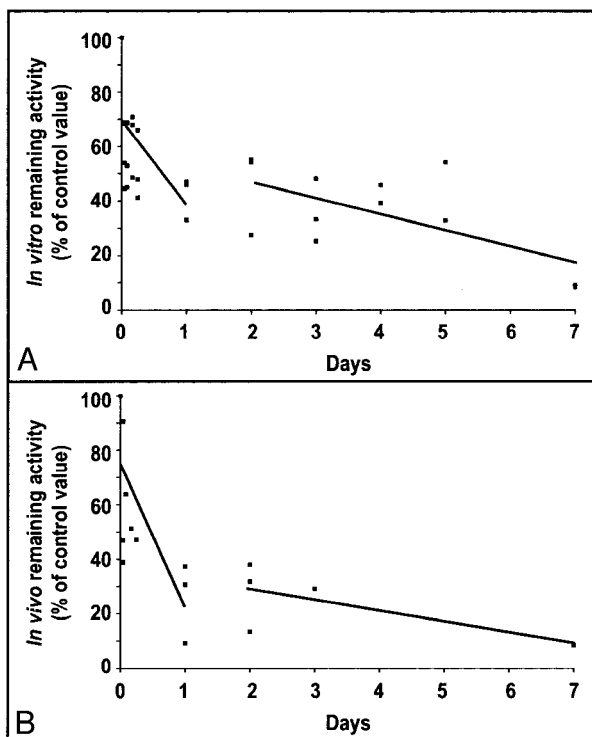 In vitro remaining activity
(% of control value)
100
80
60
40
20
0
0 1 2 3 4 5 6 7
Days
A
In vivo remaining activity
(% of control value)
100
80
60
40
20
0
0 1 2 3 4 5 6 7
Days
B